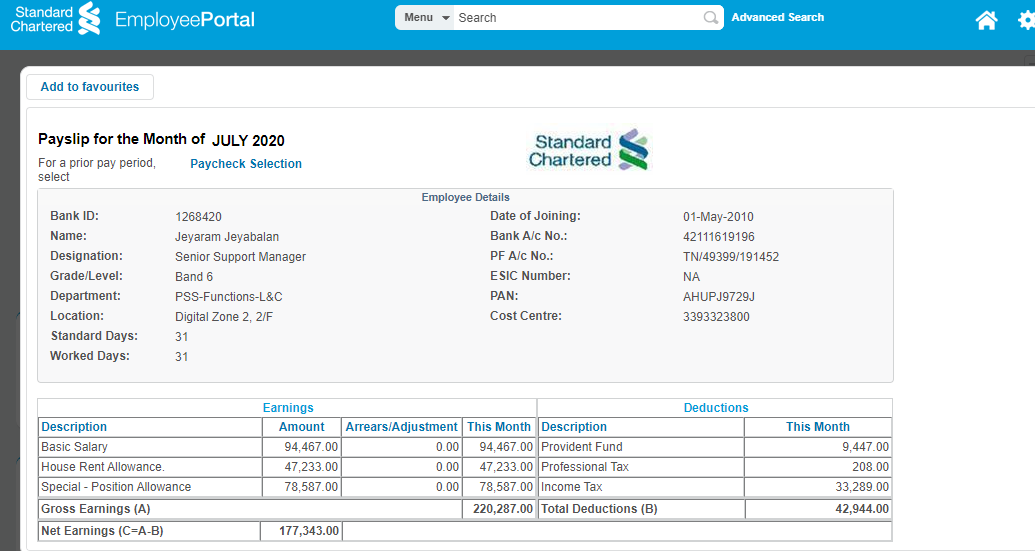 Standard Chartered EmployeePortal Menu Search Advanced Search
Add to favourites
Payslip for the Month of JULY 2020
Standard Chartered
For a prior pay period, select Paycheck Selection
Employee Details
Bank ID: 1268420 Date of Joining: 01-May-2010
Name: Jeyaram Jeyabalan Bank A/c No.: 42111619196
Designation: Senior Support Manager PF A/c No.: TN/49399/191452
Grade/Level: Band 6 ESIC Number: NA
Department: PSS-Functions-L&C PAN: AHUPJ9729J
Location: Digital Zone 2, 2/F Cost Centre: 3393323800
Standard Days: 31
Worked Days: 31
Earnings Deductions
Description Amount Arrears/Adjustment This Month Description This Month
Basic Salary 94,467.00 0.00 94,467.00 Provident Fund 9,447.00
House Rent Allowance. 47,233.00 0.00 47,233.00 Professional Tax 208.00
Special - Position Allowance 78,587.00 0.00 78,587.00 Income Tax 33,289.00
Gross Earnings (A) 220,287.00 Total Deductions (B) 42,944.00
Net Earnings (C=A-B) 177,343.00